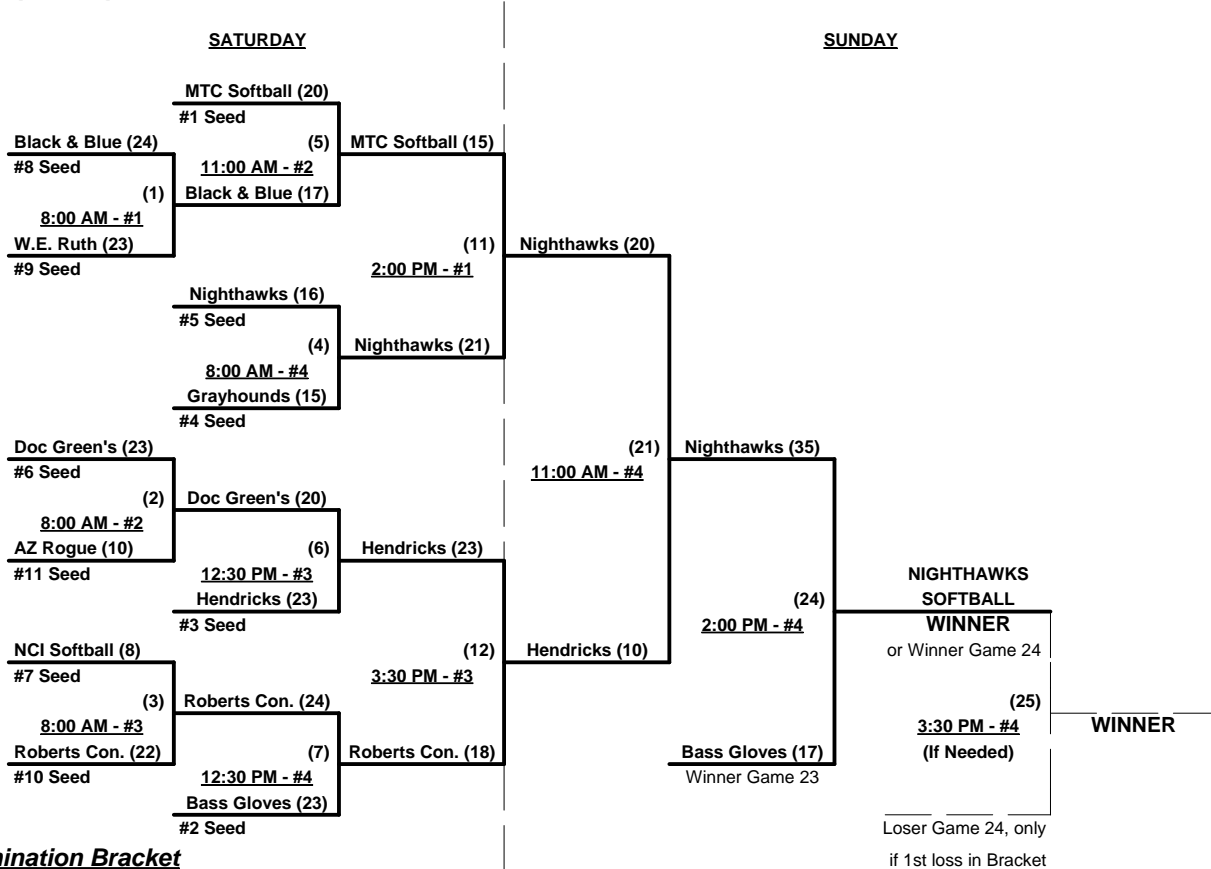 SATURDAY
SUNDAY
MTC Softball (20)
#1 Seed
Black & Blue (24)
(5)
MTC Softball (15)
#8 Seed
11:00 AM - #2
(1)
Black & Blue (17)
8:00 AM - #1
W.E. Ruth (23)
(11)
Nighthawks (20)
#9 Seed
2:00 PM - #1
Nighthawks (16)
#5 Seed
(4)
Nighthawks (21)
8:00 AM - #4
Grayhounds (15)
#4 Seed
Doc Green's (23)
(21)
Nighthawks (35)
#6 Seed
11:00 AM - #4
(2)
Doc Green's (20)
8:00 AM - #2
AZ Rogue (10)
(6)
Hendricks (23)
#11 Seed
12:30 PM - #3
NIGHTHAWKS
Hendricks (23)
(24)
SOFTBALL
#3 Seed
2:00 PM - #4
WINNER
NCI Softball (8)
(12)
Hendricks (10)
or Winner Game 24
#7 Seed
3:30 PM - #3
(3)
Roberts Con. (24)
(25)
8:00 AM - #3
3:30 PM - #4
WINNER
Roberts Con. (22)
(7)
Roberts Con. (18)
Bass Gloves (17)
(If Needed)
#10 Seed
12:30 PM - #4
Winner Game 23
Bass Gloves (23)
#2 Seed
Loser Game 24, only
mination Bracket
if 1st loss in Bracket